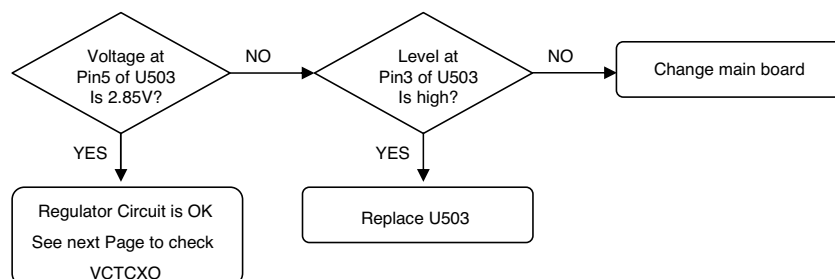 Voltage at
Pin5 of U503
Is 2.85V?
NO
Level at
Pin3 of U503
Is high?
NO
Change main board
YES
YES
Regulator Circuit is OK
See next Page to check
VCTCXO
Replace U503